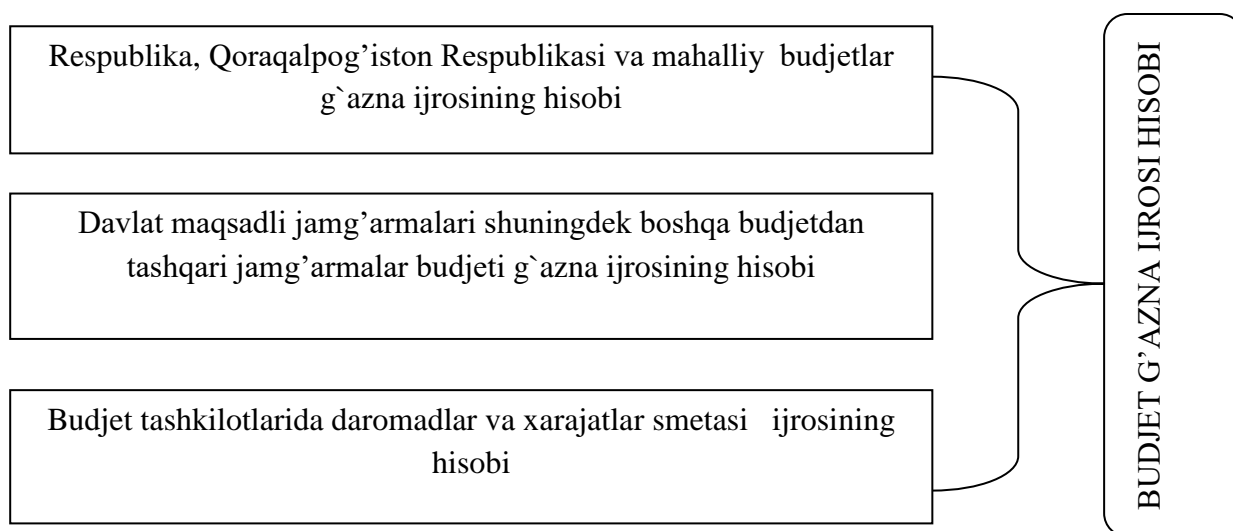 Respublika, Qoraqalpog’iston Respublikasi va mahalliy budjetlar
g`azna ijrosining hisobi
Davlat maqsadli jamg’armalari shuningdek boshqa budjetdan
tashqari jamg’armalar budjeti g`azna ijrosining hisobi
Budjet tashkilotlarida daromadlar va xarajatlar smetasi ijrosining
hisobi
BUDJET G’AZNA IJROSI HISOBI